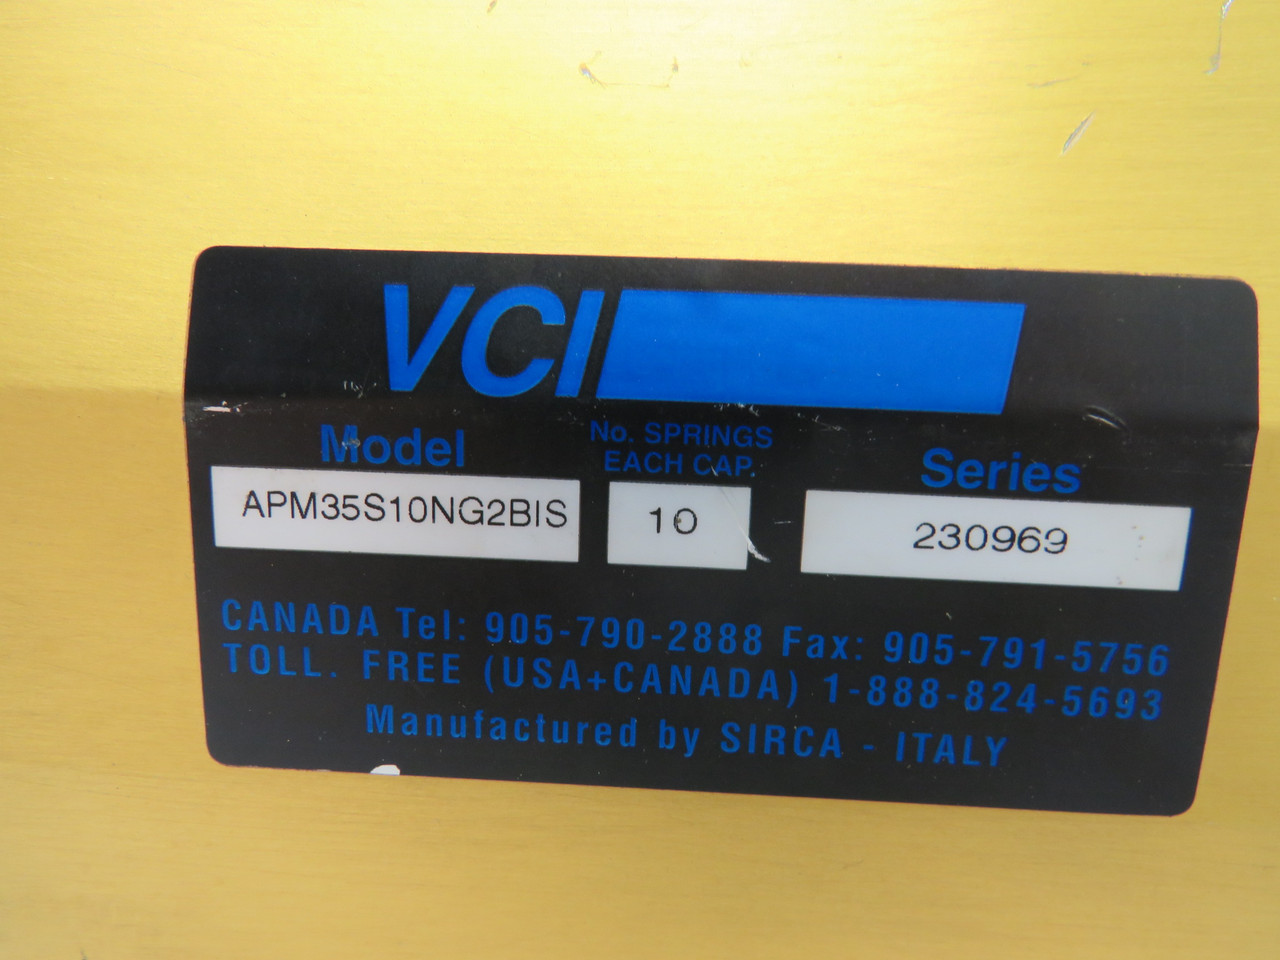 VCI
Model
No. SPRINGS
EACH CAP.
Series
APM35S10NG2BIS
10
230969
CANADA Tel: 905-790-2888 Fax: 905-791-5756
TOLL. FREE (USA+CANADA) 1-888-824-5693
Manufactured by SIRCA - ITALY